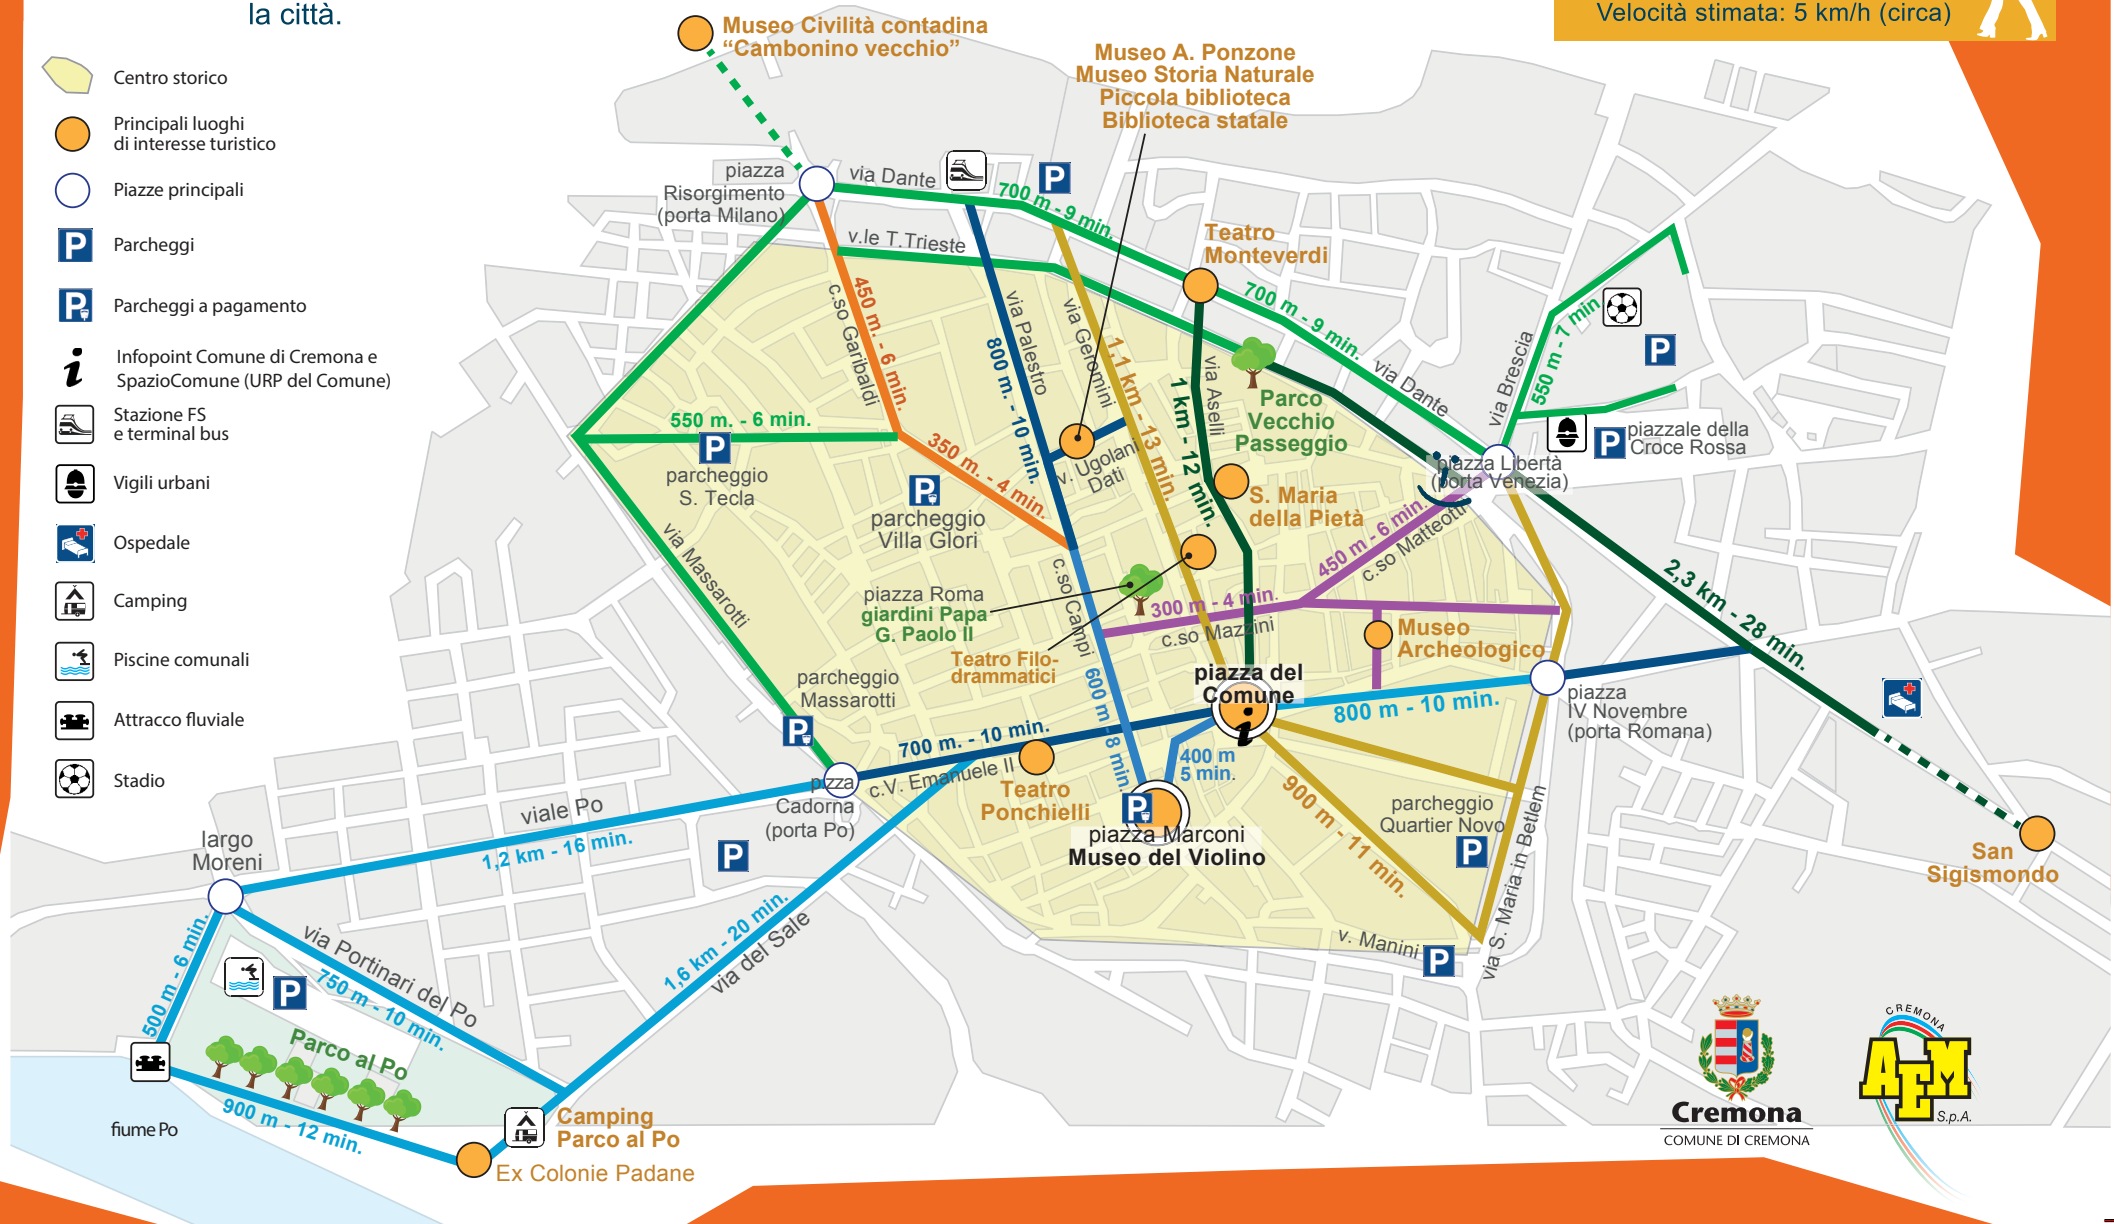 la città.
Velocità stimata: 5 km/h (circa)
Centro storico
Principali luoghi
di interesse turistico
Piazze principali
P
Parcheggi
P
Parcheggi a pagamento
i
Infopoint Comune di Cremona e
SpazioComune (URP del Comune)
Stazione FS
e terminal bus
Vigili urbani
Ospedale
Camping
Piscine comunali
Attracco fluviale
Stadio
Museo Civilità contadina
“Cambonino vecchio”
Museo A. Ponzone
Museo Storia Naturale
Piccola biblioteca
Biblioteca statale
piazza
Risorgimento
(porta Milano)
via Dante
700 m - 9 min.
P
v.le T.Trieste
Teatro
Monteverdi
700 m - 9 min.
via Dante
via Brescia
550 m - 7 min
P
P
piazzale della
Croce Rossa
450 m. - 6 min.
c.so Garibaldi
via Palestro
800 m. - 10 min.
via Geromini
1,1 km - 13 min.
via Aselli
1 km - 12 min.
Parco
Vecchio
Passeggio
550 m. - 6 min.
P
parcheggio
S. Tecla
350 m. - 4 min.
P
parcheggio
Villa Glori
v. Ugolani
Dati
S. Maria
della Pietà
piazza Libertà
(porta Venezia)
450 m - 6 min.
c.so Matteotti
via Massarotti
piazza Roma
giardini Papa
G. Paolo II
Teatro Filo-
drammatici
c.so Campi
300 m - 4 min.
c.so Mazzini
Museo
Archeologico
2,3 km - 28 min.
parcheggio
Massarotti
P
600 m - 8 min.
piazza del
Comune
i
800 m - 10 min.
piazza
IV Novembre
(porta Romana)
700 m. - 10 min.
c.V. Emanuele II
Teatro
Ponchielli
400 m
5 min.
P
piazza Marconi
Museo del Violino
900 m - 11 min.
parcheggio
Quartier Novo
P
via S. Maria in Betlem
v. Manini
P
San
Sigismondo
p.zza
Cadorna
(porta Po)
viale Po
1,2 km - 16 min.
P
largo
Moreni
1,6 km - 20 min.
via del Sale
via Portinari del Po
750 m - 10 min.
500 m - 6 min.
P
Parco al Po
900 m - 12 min.
fiume Po
Camping
Parco al Po
Ex Colonie Padane
Cremona
COMUNE DI CREMONA
CREMONA
AEM
S.p.A.